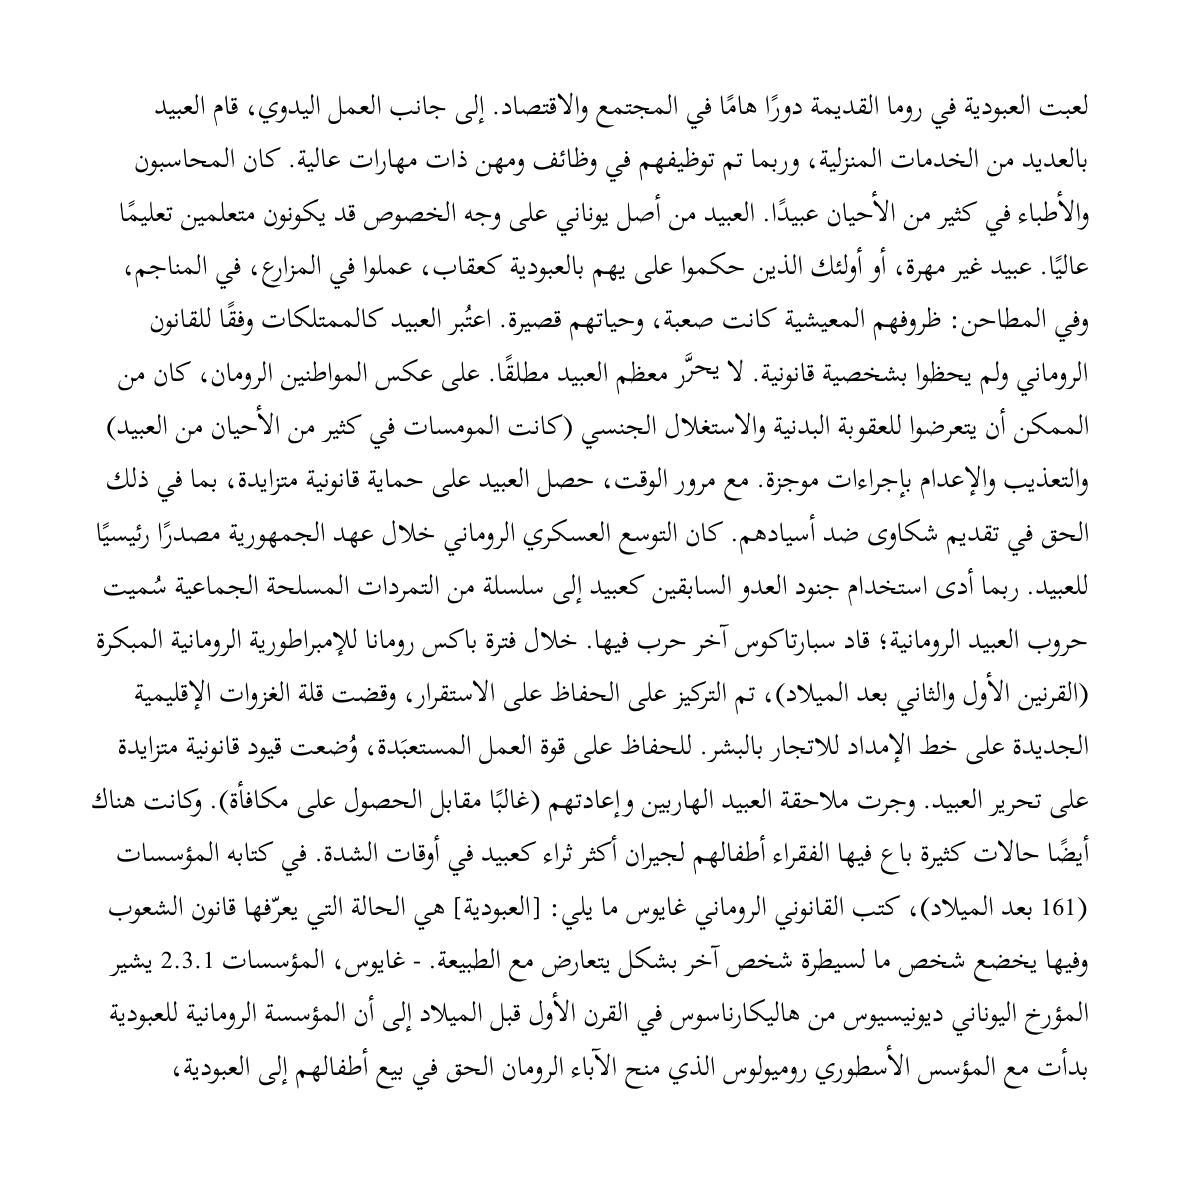 لعبت العبودية في روما القديمة دورًا هامًا في المجتمع والاقتصاد. إلى جانب العمل اليدوي، قام العبيد
بالعديد من الخدمات المنزلية، وربما تم توظيفهم في وظائف ومهن ذات مهارات عالية. كان المحاسبون
والأطباء في كثير من الأحيان عبيدًا. العبيد من أصل يوناني على وجه الخصوص قد يكونون متعلمين تعليمًا
عاليًا. عبيد غير مهرة، أو أولئك الذين حكموا على يهم بالعبودية كعقاب، عملوا في المزارع، في المناجم،
وفي المطاحن: ظروفهم المعيشية كانت صعبة، وحياتهم قصيرة. اعتُبر العبيد كالممتلكات وفقًا للقانون
الروماني ولم يحظوا بشخصية قانونية. لا يحرَّر معظم العبيد مطلقًا. على عكس المواطنين الرومان، كان من
الممكن أن يتعرضوا للعقوبة البدنية والاستغلال الجنسي (كانت المومسات في كثير من الأحيان من العبيد)
والتعذيب والإعدام بإجراءات موجزة. مع مرور الوقت، حصل العبيد على حماية قانونية متزايدة، بما في ذلك
الحق في تقديم شكاوى ضد أسيادهم. كان التوسع العسكري الروماني خلال عهد الجمهورية مصدرًا رئيسيًا
للعبيد. ربما أدى استخدام جنود العدو السابقين كعبيد إلى سلسلة من التمردات المسلحة الجماعية سُميت
حروب العبيد الرومانية؛ قاد سبارتاكوس آخر حرب فيها. خلال فترة باكس رومانا للإمبراطورية الرومانية المبكرة
(القرنين الأول والثاني بعد الميلاد)، تم التركيز على الحفاظ على الاستقرار، وقضت قلة الغزوات الإقليمية
الجديدة على خط الإمداد للاتجار بالبشر. للحفاظ على قوة العمل المستعبَدة، وُضعت قيود قانونية متزايدة
على تحرير العبيد. وجرت ملاحقة العبيد الهاربين وإعادتهم (غالبًا مقابل الحصول على مكافأة). وكانت هناك
أيضًا حالات كثيرة باع فيها الفقراء أطفالهم لجيران أكثر ثراء كعبيد في أوقات الشدة. في كتابه المؤسسات
(161 بعد الميلاد)، كتب القانوني الروماني غايوس ما يلي: [العبودية] هي الحالة التي يعرّفها قانون الشعوب
وفيها يخضع شخص ما لسيطرة شخص آخر بشكل يتعارض مع الطبيعة. - غايوس، المؤسسات 2.3.1 يشير
المؤرخ اليوناني ديونيسيوس من هاليكارناسوس في القرن الأول قبل الميلاد إلى أن المؤسسة الرومانية للعبودية
بدأت مع المؤسس الأسطوري روميولوس الذي منح الآباء الرومان الحق في بيع أطفالهم إلى العبودية،